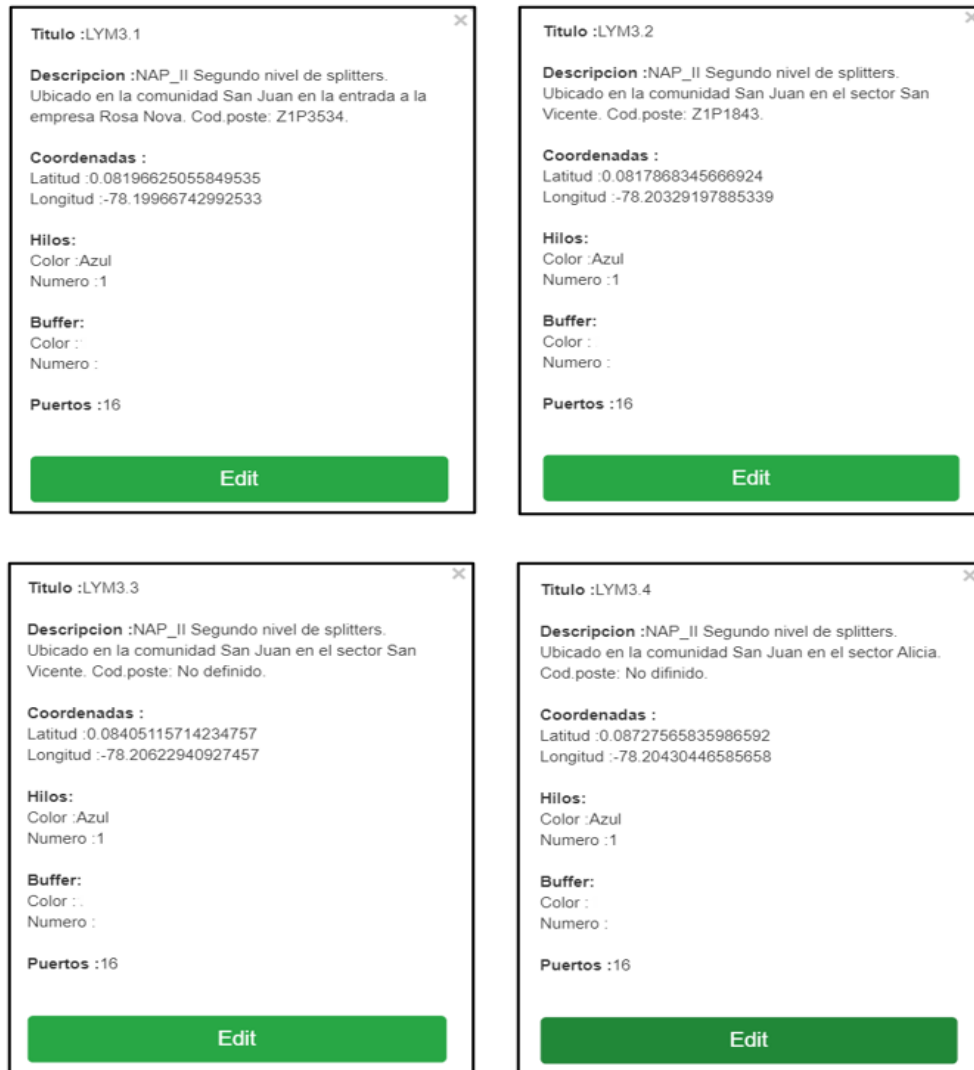 ×
Titulo :LYM3.1
Descripcion :NAP_II Segundo nivel de splitters.
Ubicado en la comunidad San Juan en la entrada a la
empresa Rosa Nova. Cod.poste: Z1P3534.
Coordenadas :
Latitud :0.08196625055849535
Longitud :-78.19966742992533
Hilos:
Color :Azul
Numero :1
Buffer:
Color :
Numero :
Puertos :16
Edit
×
Titulo :LYM3.2
Descripcion :NAP_II Segundo nivel de splitters.
Ubicado en la comunidad San Juan en el sector San
Vicente. Cod.poste: Z1P1843.
Coordenadas :
Latitud :0.0817868345666924
Longitud :-78.20329197885339
Hilos:
Color :Azul
Numero :1
Buffer:
Color :
Numero :
Puertos :16
Edit
×
Titulo :LYM3.3
Descripcion :NAP_II Segundo nivel de splitters.
Ubicado en la comunidad San Juan en el sector San
Vicente. Cod.poste: No definido.
Coordenadas :
Latitud :0.08405115714234757
Longitud :-78.20622940927457
Hilos:
Color :Azul
Numero :1
Buffer:
Color : .
Numero :
Puertos :16
Edit
×
Titulo :LYM3.4
Descripcion :NAP_II Segundo nivel de splitters.
Ubicado en la comunidad San Juan en el sector Alicia.
Cod.poste: No difinido.
Coordenadas :
Latitud :0.08727565835986592
Longitud :-78.20430446585658
Hilos:
Color :Azul
Numero :1
Buffer:
Color :
Numero :
Puertos :16
Edit